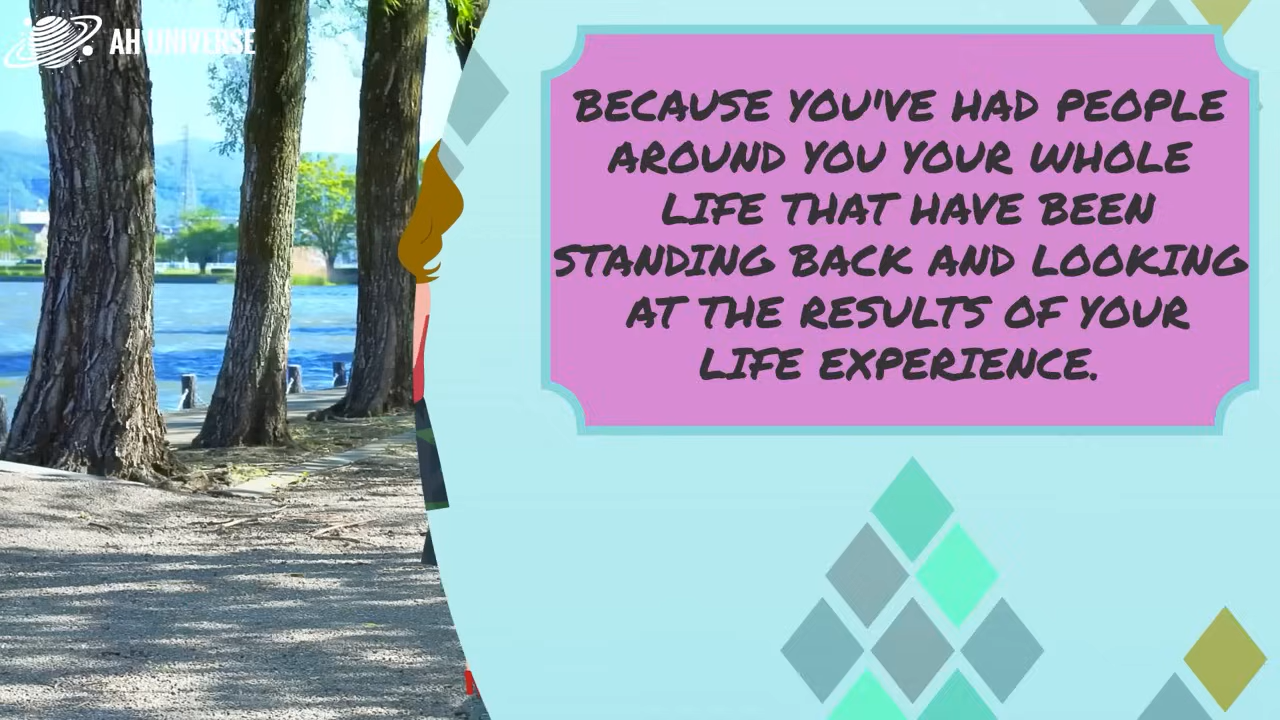 AH UNIVERSE
BECAUSE YOU'VE HAD PEOPLE
AROUND YOU YOUR WHOLE
LIFE THAT HAVE BEEN
STANDING BACK AND LOOKING
AT THE RESULTS OF YOUR
LIFE EXPERIENCE.